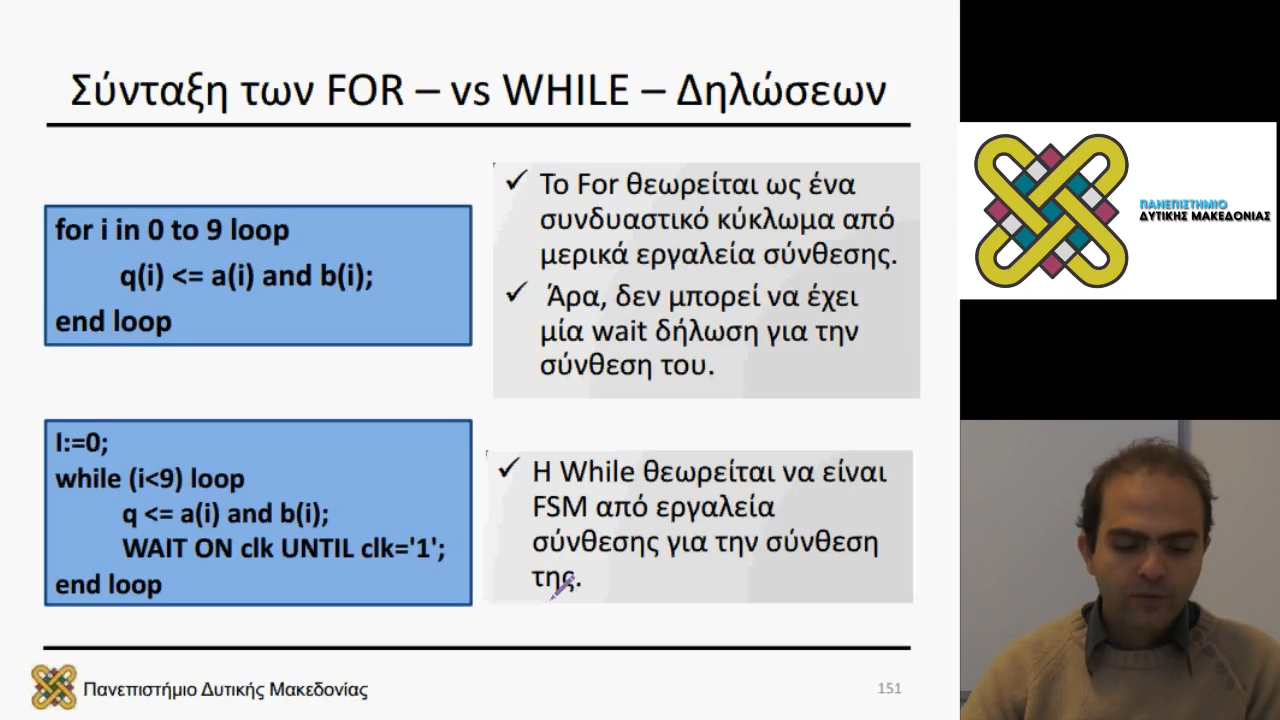 Σύνταξη των FOR – vs WHILE – Δηλώσεων
for i in 0 to 9 loop
q(i) <= a(i) and b(i);
end loop
✓ Το For θεωρείται ως ένα
συνδυαστικό κύκλωμα από
μερικά εργαλεία σύνθεσης.
✓ Άρα, δεν μπορεί να έχει
μία wait δήλωση για την
σύνθεση του.
I:=0;
while (i<9) loop
q <= a(i) and b(i);
WAIT ON clk UNTIL clk='1';
end loop
✓ Η While θεωρείται να είναι
FSM από εργαλεία
σύνθεσης για την σύνθεση
της.
Πανεπιστήμιο Δυτικής Μακεδονίας
151
ΠΑΝΕΠΙΣΤΗΜΙΟ
ΔΥΤΙΚΗΣ ΜΑΚΕΔΟΝΙΑΣ